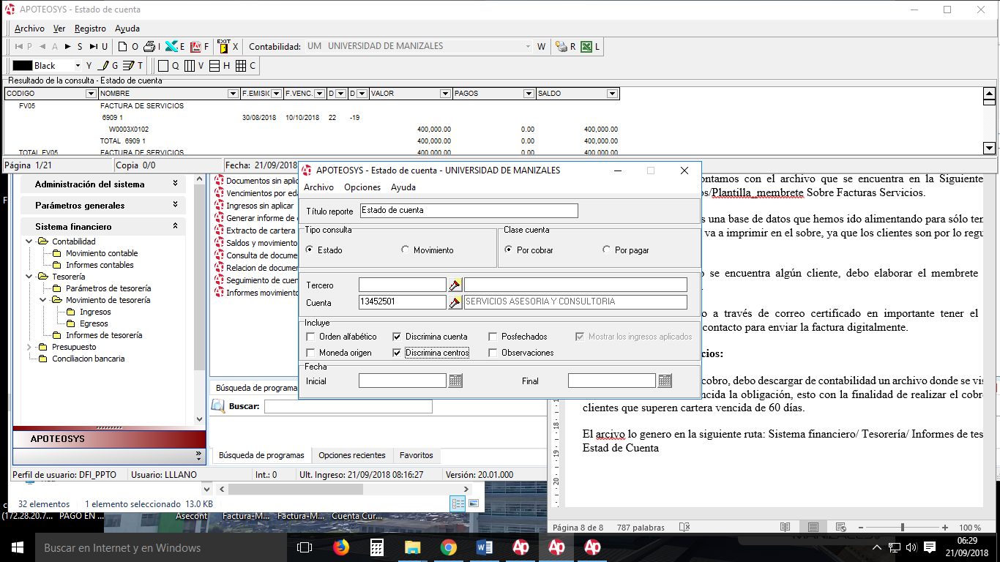 APOTEOSYS - Estado de cuenta
Archivo Ver Registro Ayuda
P A S U O I E F EXIT X Contabilidad: UM UNIVERSIDAD DE MANIZALES W R L
Black Y G T Q V H C
Resultado de la consulta - Estado de cuenta
CODIGO NOMBRE F.EMISIC F.VENC. D D VALOR PAGOS SALDO
FV05 FACTURA DE SERVICIOS
6909 1 30/08/2018 10/10/2018 22 -19
W0003X0102 400,000.00 0.00 400,000.00
TOTAL 6909 1 400,000.00 0.00 400,000.00
TOTAL FV05 FACTURA DE SERVICIOS 400,000.00 0.00 400,000.00
Página 1/21 Copia 0/0 Fecha: 21/09/2018
Administración del sistema
Parámetros generales
Sistema financiero
Contabilidad
Movimiento contable
Informes contables
Tesorería
Parámetros de tesorería
Movimiento de tesorería
Ingresos
Egresos
Informes de tesorería
Presupuesto
Conciliacion bancaria
APOTEOSYS
Documentos sin aplic
Vencimientos por eda
Ingresos sin aplicar
Generar informe de c
Extracto de cartera
Saldos y movimiento
Consulta de docume
Relacion de docume
Seguimiento de cuen
Informes movimiento
Búsqueda de programa
Buscar:
Búsqueda de programas Opciones recientes Favoritos
Perfil de usuario: DFI_PPTO Usuario: LLLANO Int.: 0 Ult. Ingreso: 21/09/2018 08:16:27 Versión: 20.01.000
APOTEOSYS - Estado de cuenta - UNIVERSIDAD DE MANIZALES
Archivo Opciones Ayuda
Título reporte Estado de cuenta
Tipo consulta Clase cuenta
Estado Movimiento Por cobrar Por pagar
Tercero
Cuenta 13452501 SERVICIOS ASESORIA Y CONSULTORIA
Incluye
Orden alfabético Discrimina cuenta Posfechados Mostrar los ingresos aplicados
Moneda origen Discrimina centros Observaciones
Fecha
Inicial Final
ontamos con el archivo que se encuentra en la Siguiente
s/Plantilla_membrete Sobre Facturas Servicios.
s una base de datos que hemos ido alimentando para sólo ten
va a imprimir en el sobre, ya que los clientes son por lo regu
o se encuentra algún cliente, debo elaborar el membrete
o a través de correo certificado en importante tener el
contacto para enviar la factura digitalmente.
cios:
cobro, debo descargar de contabilidad un archivo donde se vis
ncida la obligación, esto con la finalidad de realizar el cobr
clientes que superen cartera vencida de 60 días.
El arcivo lo genero en la siguiente ruta: Sistema financiero/ Tesorería/ Informes de tes
Estad de Cuenta
Página 8 de 8 787 palabras 100 %
32 elementos 1 elemento seleccionado 13.0 KB
(172.28.20.7... PAGO EN ... Asecont Factura-M... Factura-M... Cuenta Cur...
MANIZALES
Buscar en Internet y en Windows
06:29
21/09/2018